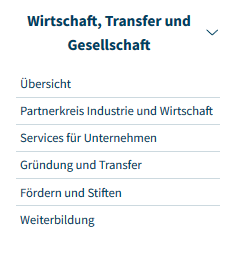 Wirtschaft, Transfer und
Gesellschaft
Übersicht
Partnerkreis Industrie und Wirtschaft
Services für Unternehmen
Gründung und Transfer
Fördern und Stiften
Weiterbildung